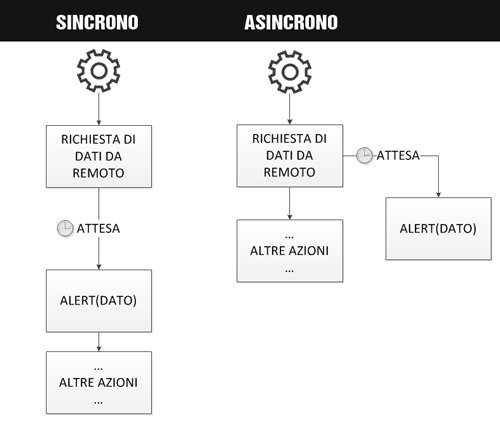 SINCRONO
ASINCRONO
RICHIESTA DI
DATI DA
REMOTO
ATTESA
ALERT(DATO)
...
ALTRE AZIONI
...
RICHIESTA DI
DATI DA
REMOTO
ATTESA
ALERT(DATO)
...
ALTRE AZIONI
...